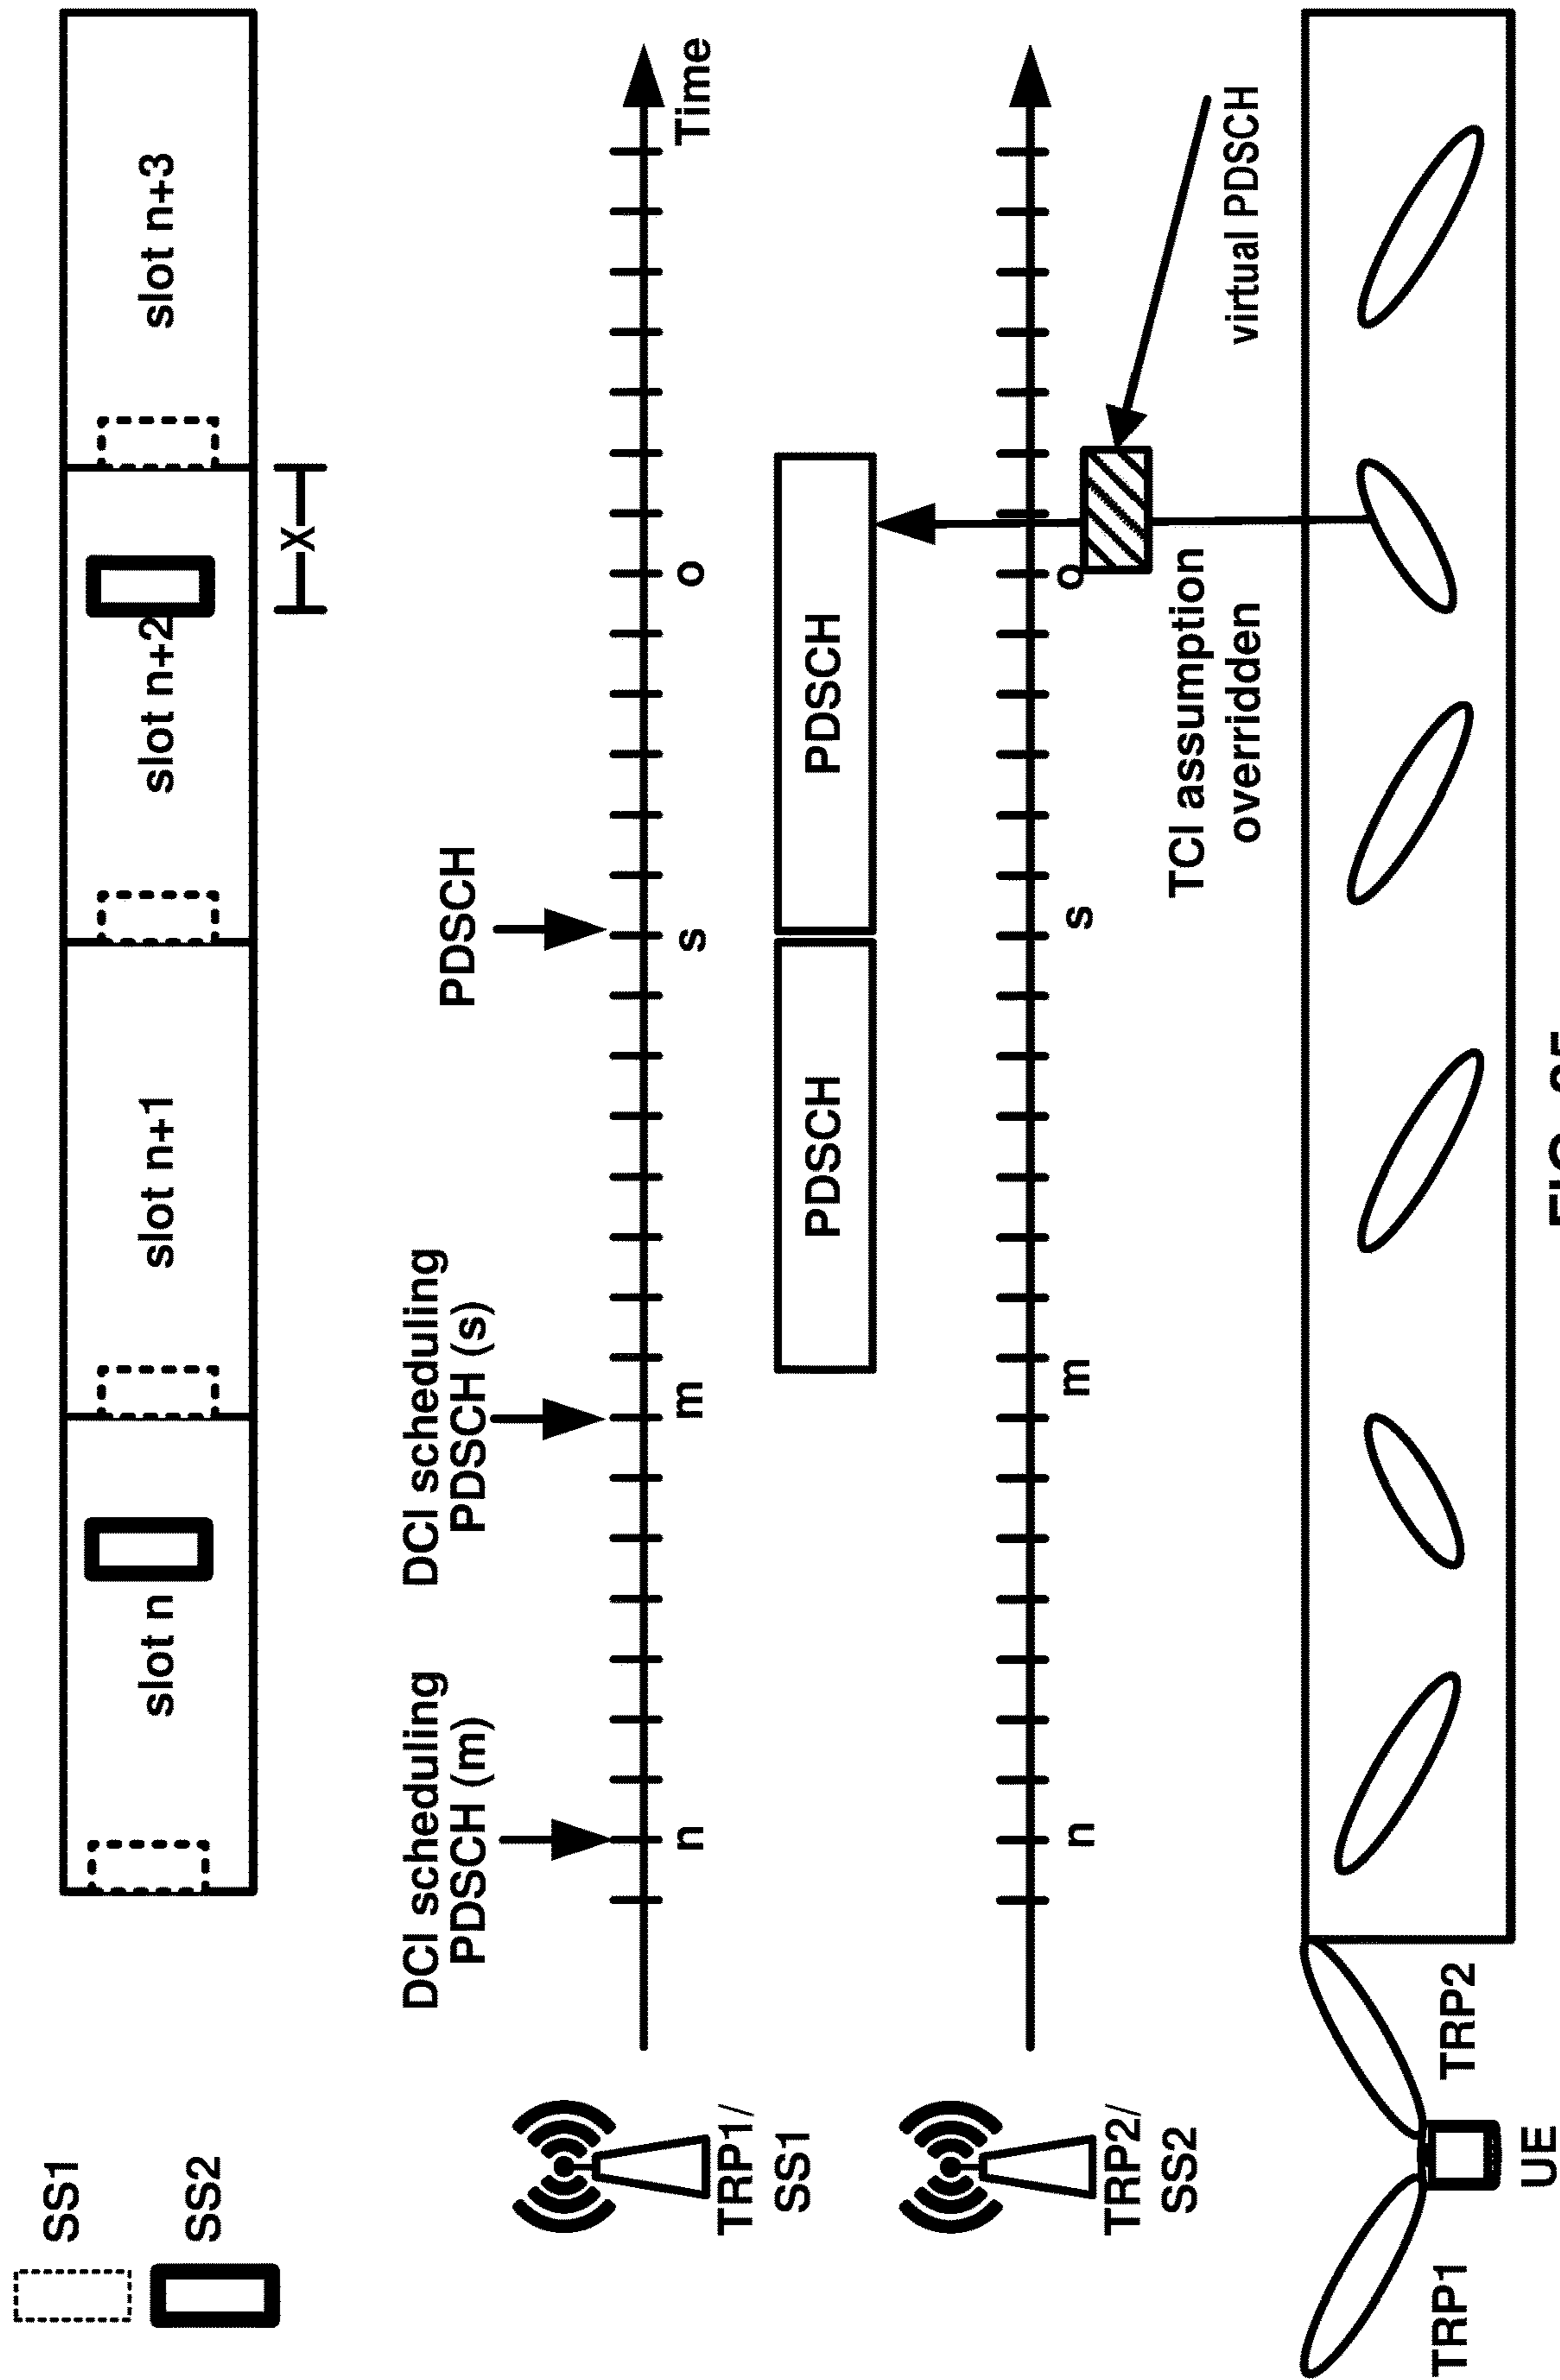 SS1
SS2
slot n
slot n+1
slot n+2
slot n+3
X
DCI scheduling
PDSCH (m)
DCI scheduling
PDSCH (s)
PDSCH
TRP1/
SS1
n
m
s
o
Time
PDSCH
PDSCH
TRP2/
SS2
n
m
s
o
TCI assumption
overridden
virtual PDSCH
TRP1
TRP2
UE